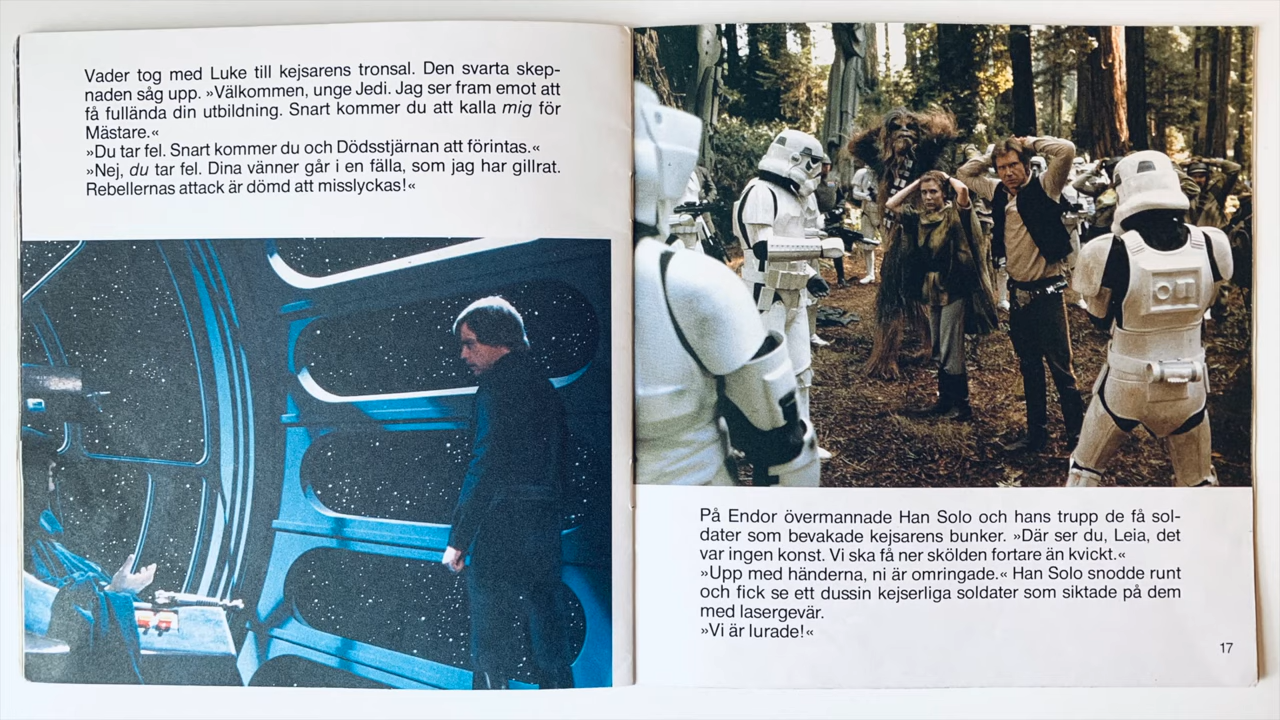 Vader tog med Luke till kejsarens tronsal. Den svarta skep-
naden såg upp. »Välkommen, unge Jedi. Jag ser fram emot att
få fullända din utbildning. Snart kommer du att kalla mig för
Mästare.«
»Du tar fel. Snart kommer du och Dödsstjärnan att förintas.«
»Nej, du tar fel. Dina vänner går i en fälla, som jag har gillrat.
Rebellernas attack är dömd att misslyckas!«
På Endor övermannade Han Solo och hans trupp de få sol-
dater som bevakade kejsarens bunker. »Där ser du, Leia, det
var ingen konst. Vi ska få ner skölden fortare än kvickt.«
»Upp med händerna, ni är omringade.« Han Solo snodde runt
och fick se ett dussin kejserliga soldater som siktade på dem
med lasergevär.
»Vi är lurade!«
17